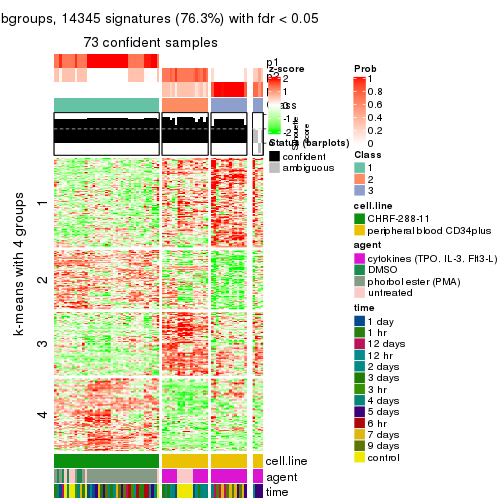 bgroups, 14345 signatures (76.3%) with fdr < 0.05
73 confident samples
p1
z-score
2
1
0
-1
-2
Silhouette
score
Status (barplots)
confident
ambiguous
k-means with 4 groups
1
2
3
4
cell.line
agent
time
Prob
1
0.8
0.6
0.4
0.2
0
Class
1
2
3
cell.line
CHRF-288-11
peripheral blood CD34plus
agent
cytokines (TPO, IL-3, Flt3-L)
DMSO
phorbol ester (PMA)
untreated
time
1 day
1 hr
12 days
12 hr
2 days
3 days
3 hr
4 days
5 days
6 hr
7 days
9 days
control